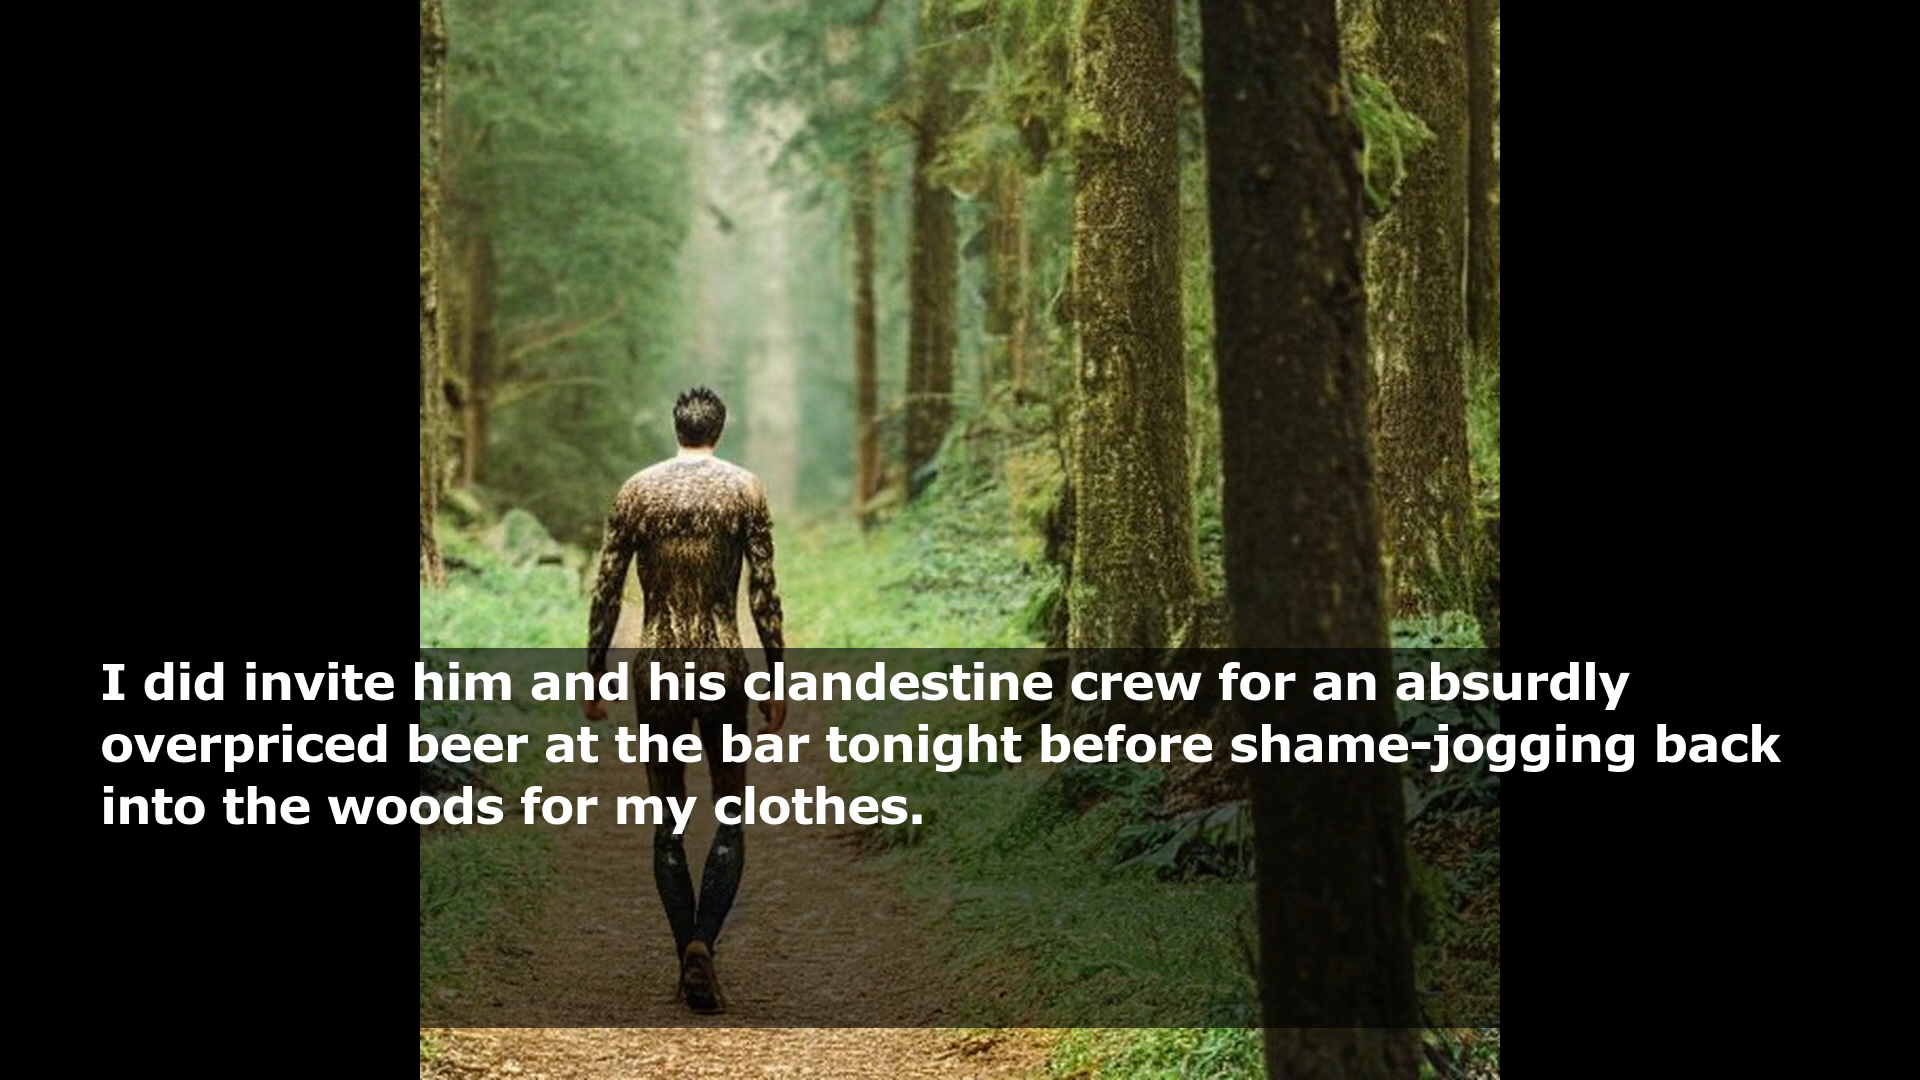 I did invite him and his clandestine crew for an absurdly
overpriced beer at the bar tonight before shame-jogging back
into the woods for my clothes.